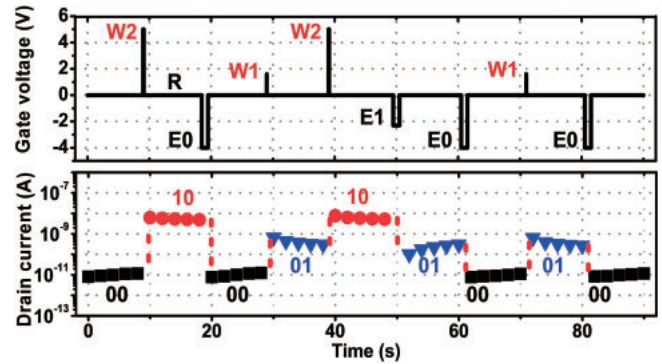 6
4
2
0
-2
-4
Gate voltage (V)
W2
R
E0
W1
W2
E1
E0
W1
E0
10⁻⁷
10⁻⁹
10⁻¹¹
10⁻¹³
Drain current (A)
00
10
00
01
10
01
00
01
00
0 20 40 60 80
Time (s)